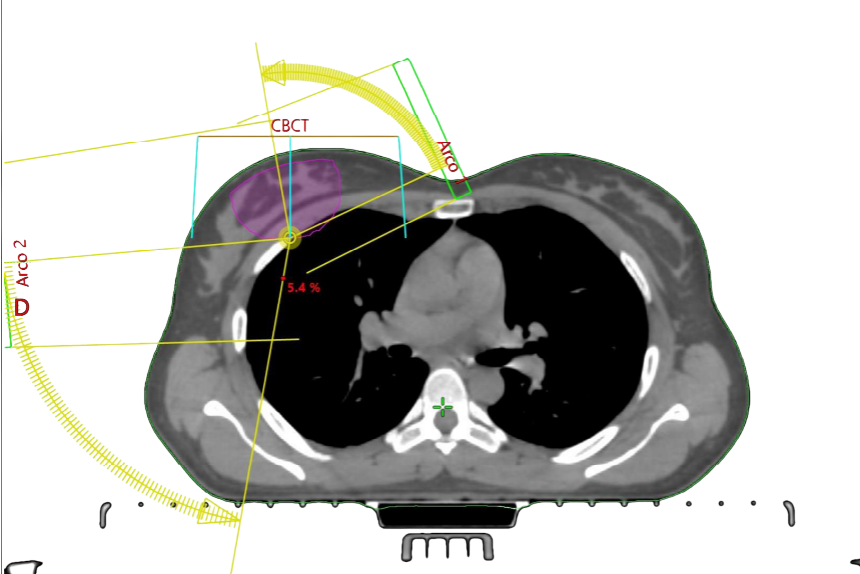 CBCT
Arco 1
Arco 2
D
5.4 %